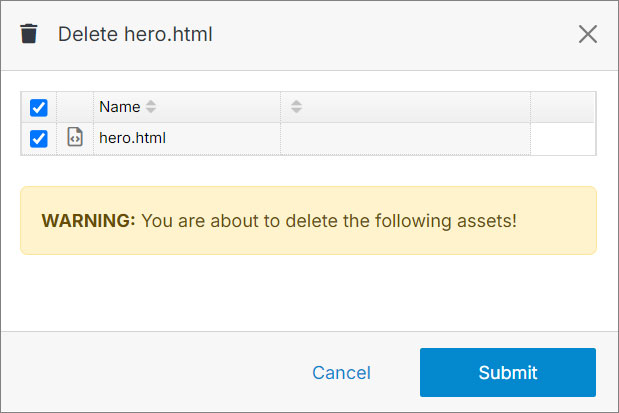 Delete hero.html
Name
hero.html
WARNING: You are about to delete the following assets!
Cancel Submit